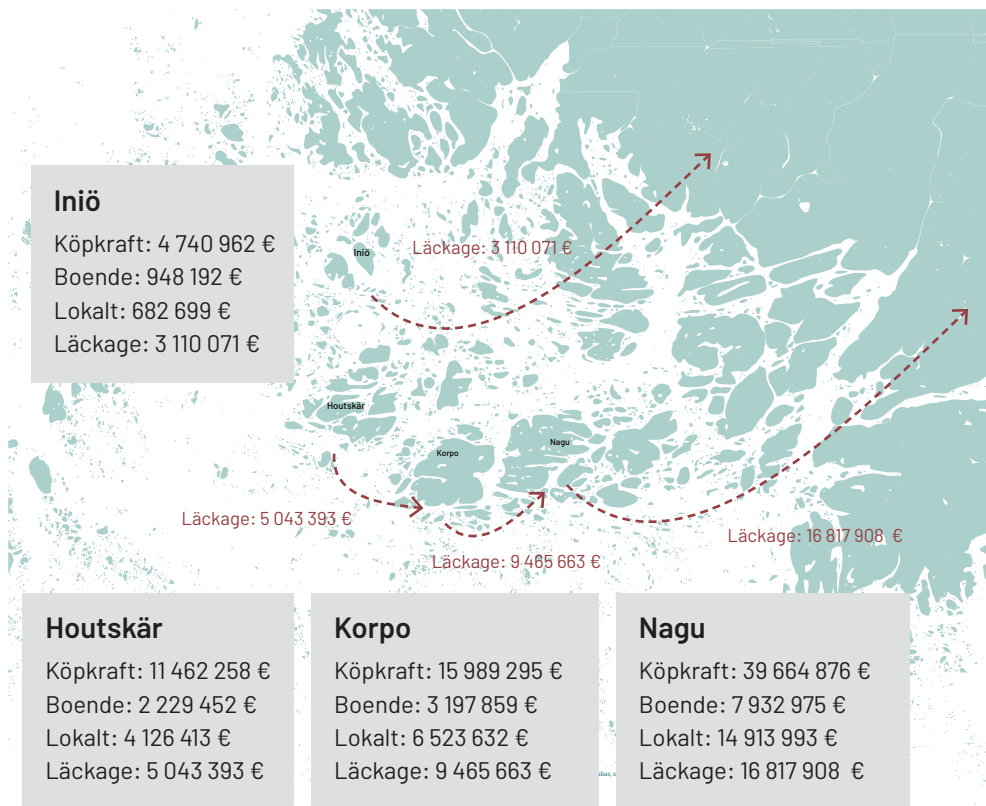 Iniö
Köpkraft: 4 740 962 €
Boende: 948 192 €
Lokalt: 682 699 €
Läckage: 3 110 071 €
Iniö
Läckage: 3 110 071 €
Houtskär
Korpo
Nagu
Läckage: 5 043 393 €
Läckage: 9 465 663 €
Läckage: 16 817 908 €
Houtskär
Köpkraft: 11 462 258 €
Boende: 2 229 452 €
Lokalt: 4 126 413 €
Läckage: 5 043 393 €
Korpo
Köpkraft: 15 989 295 €
Boende: 3 197 859 €
Lokalt: 6 523 632 €
Läckage: 9 465 663 €
Nagu
Köpkraft: 39 664 876 €
Boende: 7 932 975 €
Lokalt: 14 913 993 €
Läckage: 16 817 908 €